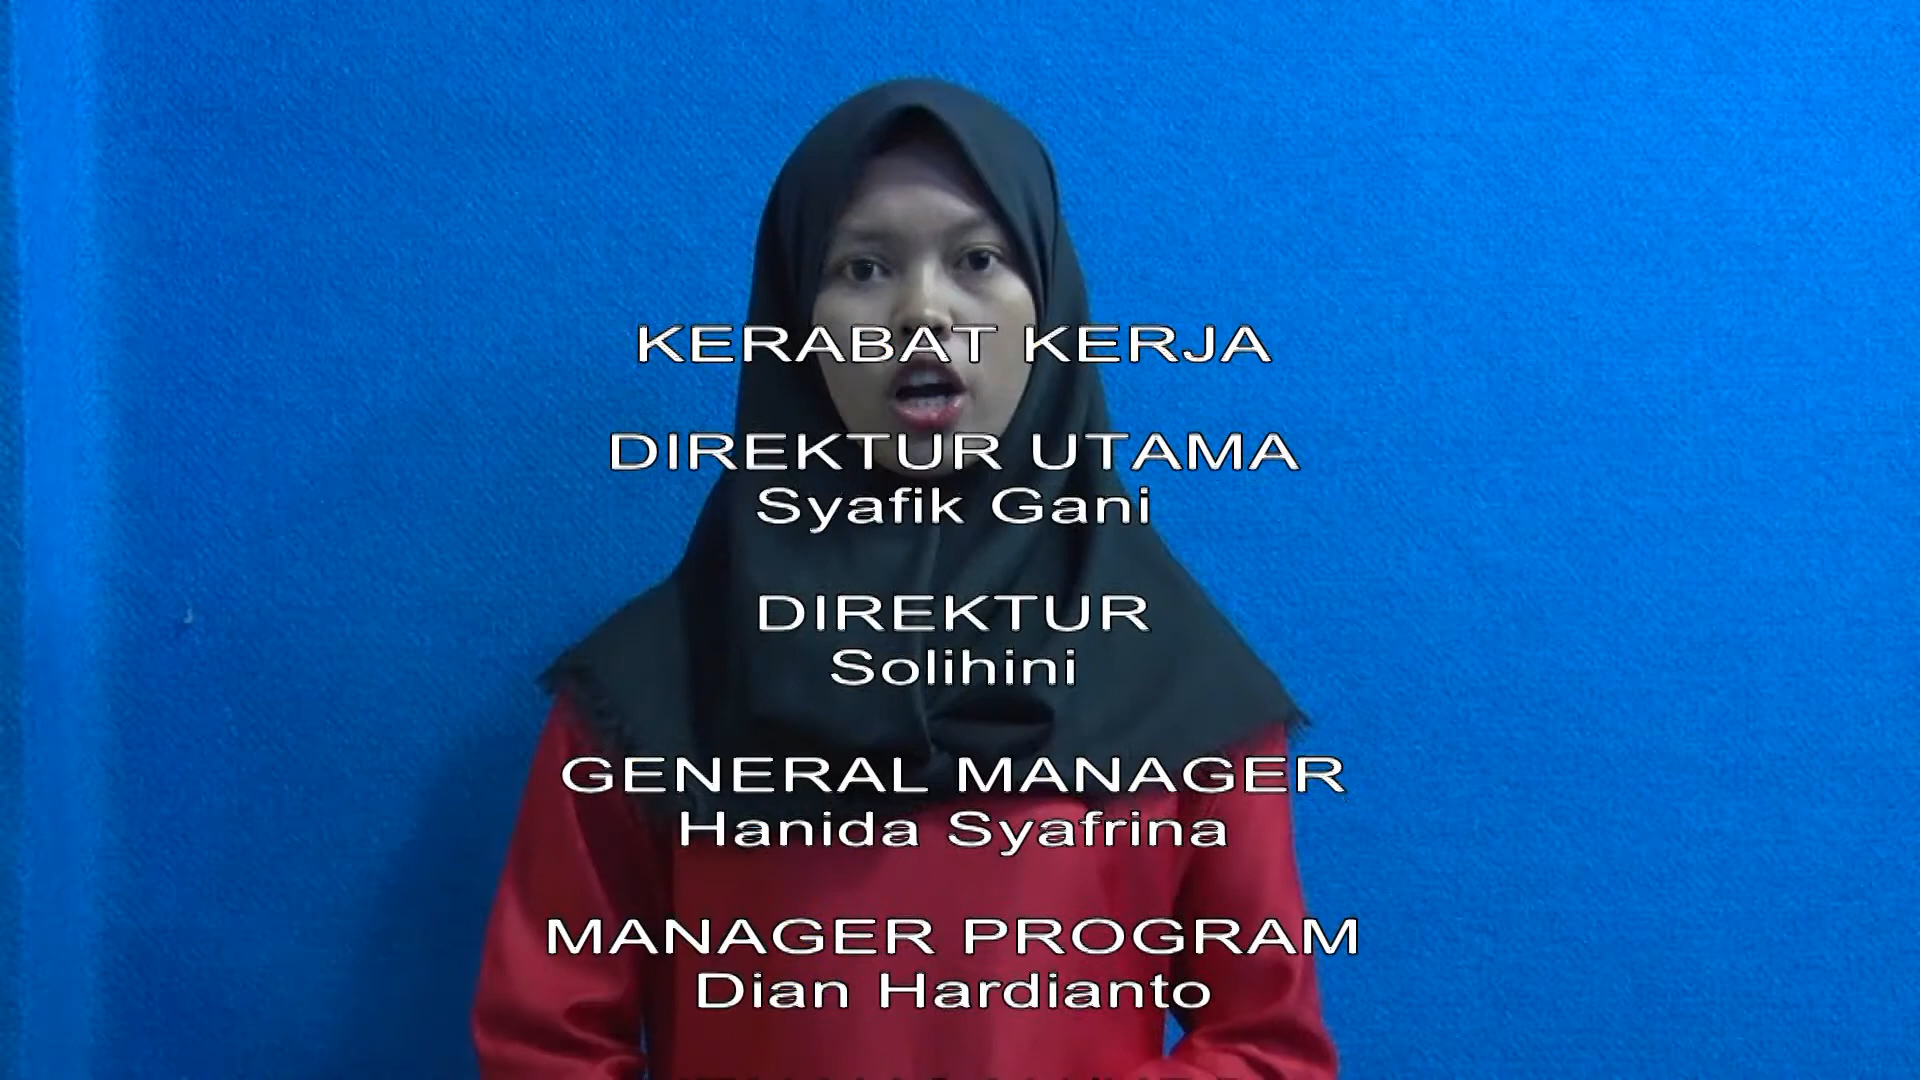 KERABAT KERJA
DIREKTUR UTAMA
Syafik Gani
DIREKTUR
Solihini
GENERAL MANAGER
Hanida Syafrina
MANAGER PROGRAM
Dian Hardianto